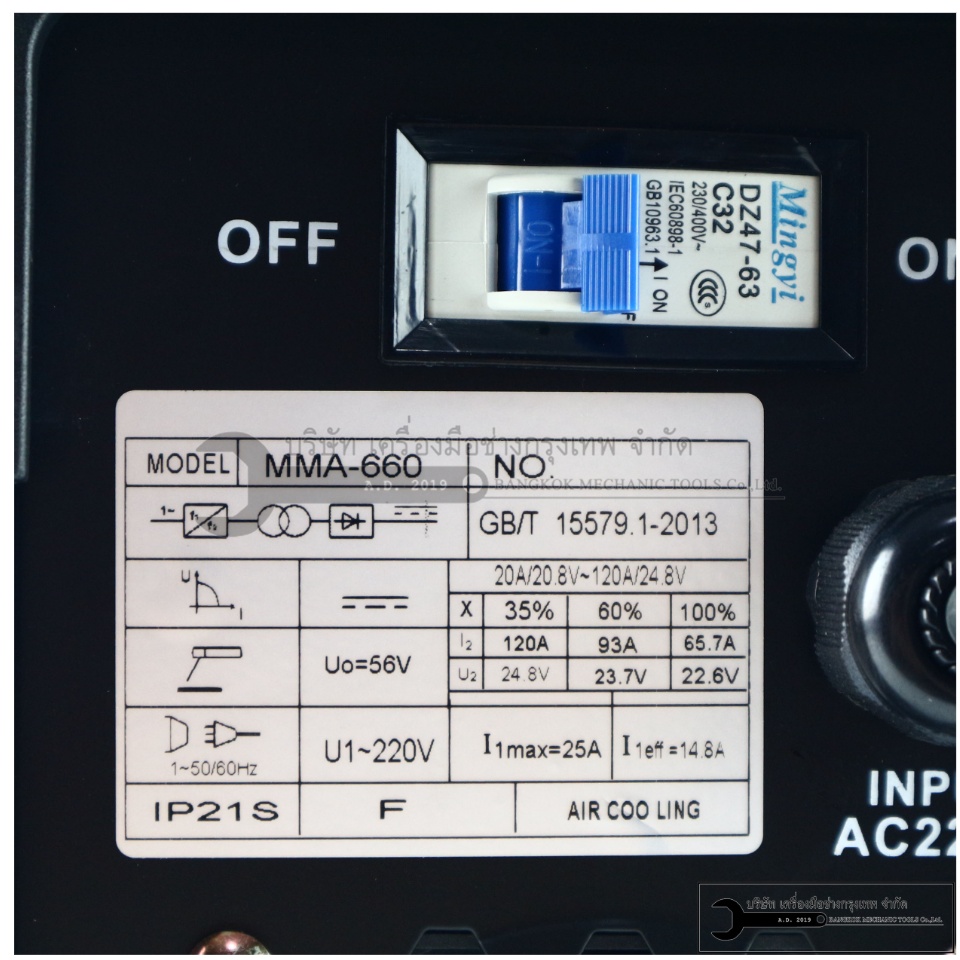 OFF
ON
Mingyi
DZ47-63
C32
230/400V~
IEC60898-1
GB10963.1
I ON
I-ON
CCC
S
บริษัท เครื่องมือช่างกรุงเทพ จำกัด
A.D. 2019 BANGKOK MECHANIC TOOLS Co.,Ltd.
MODEL MMA-660 NO.
1~ f1 f2 GB/T 15579.1-2013
U I
20A/20.8V~120A/24.8V
X 35% 60% 100%
I2 120A 93A 65.7A
Uo=56V
U2 24.8V 23.7V 22.6V
1~50/60Hz U1~220V I1max=25A I1eff=14.8A
IP21S F AIR COO LING
INP
AC22
บริษัท เครื่องมือช่างกรุงเทพ จำกัด
A.D. 2019 BANGKOK MECHANIC TOOLS Co.,Ltd.